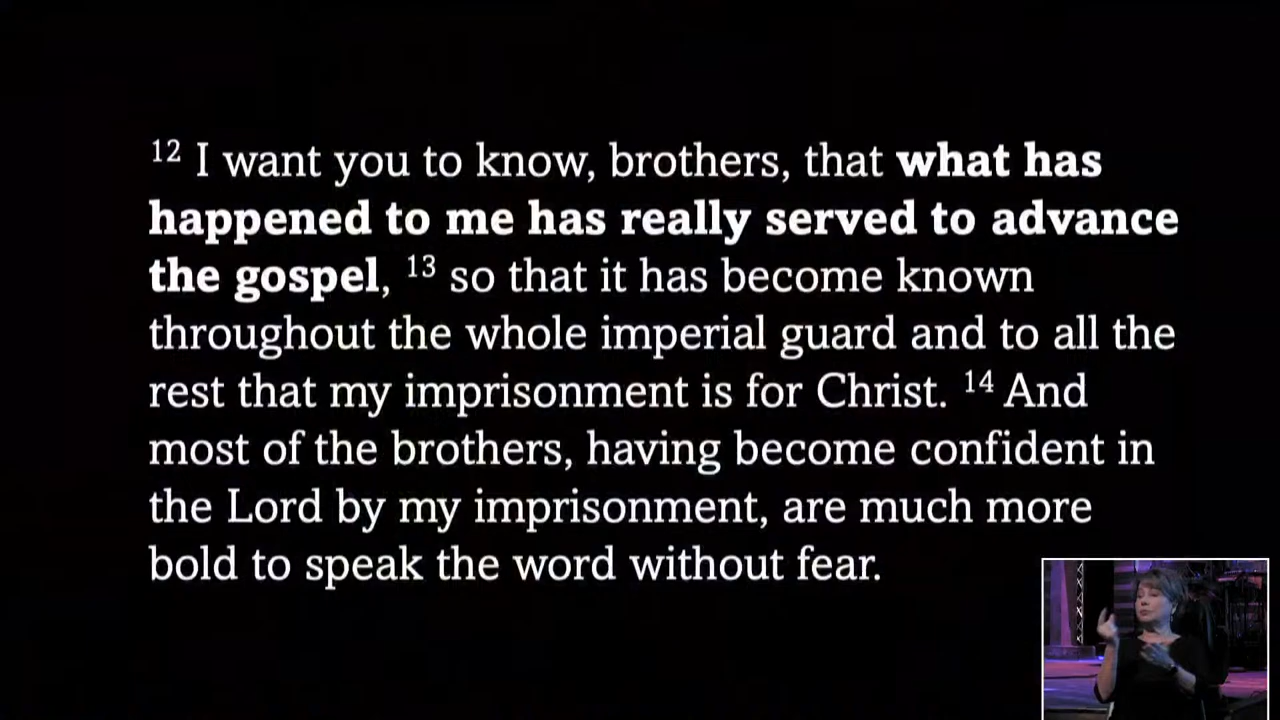 12 I want you to know, brothers, that what has
happened to me has really served to advance
the gospel, 13 so that it has become known
throughout the whole imperial guard and to all the
rest that my imprisonment is for Christ. 14 And
most of the brothers, having become confident in
the Lord by my imprisonment, are much more
bold to speak the word without fear.